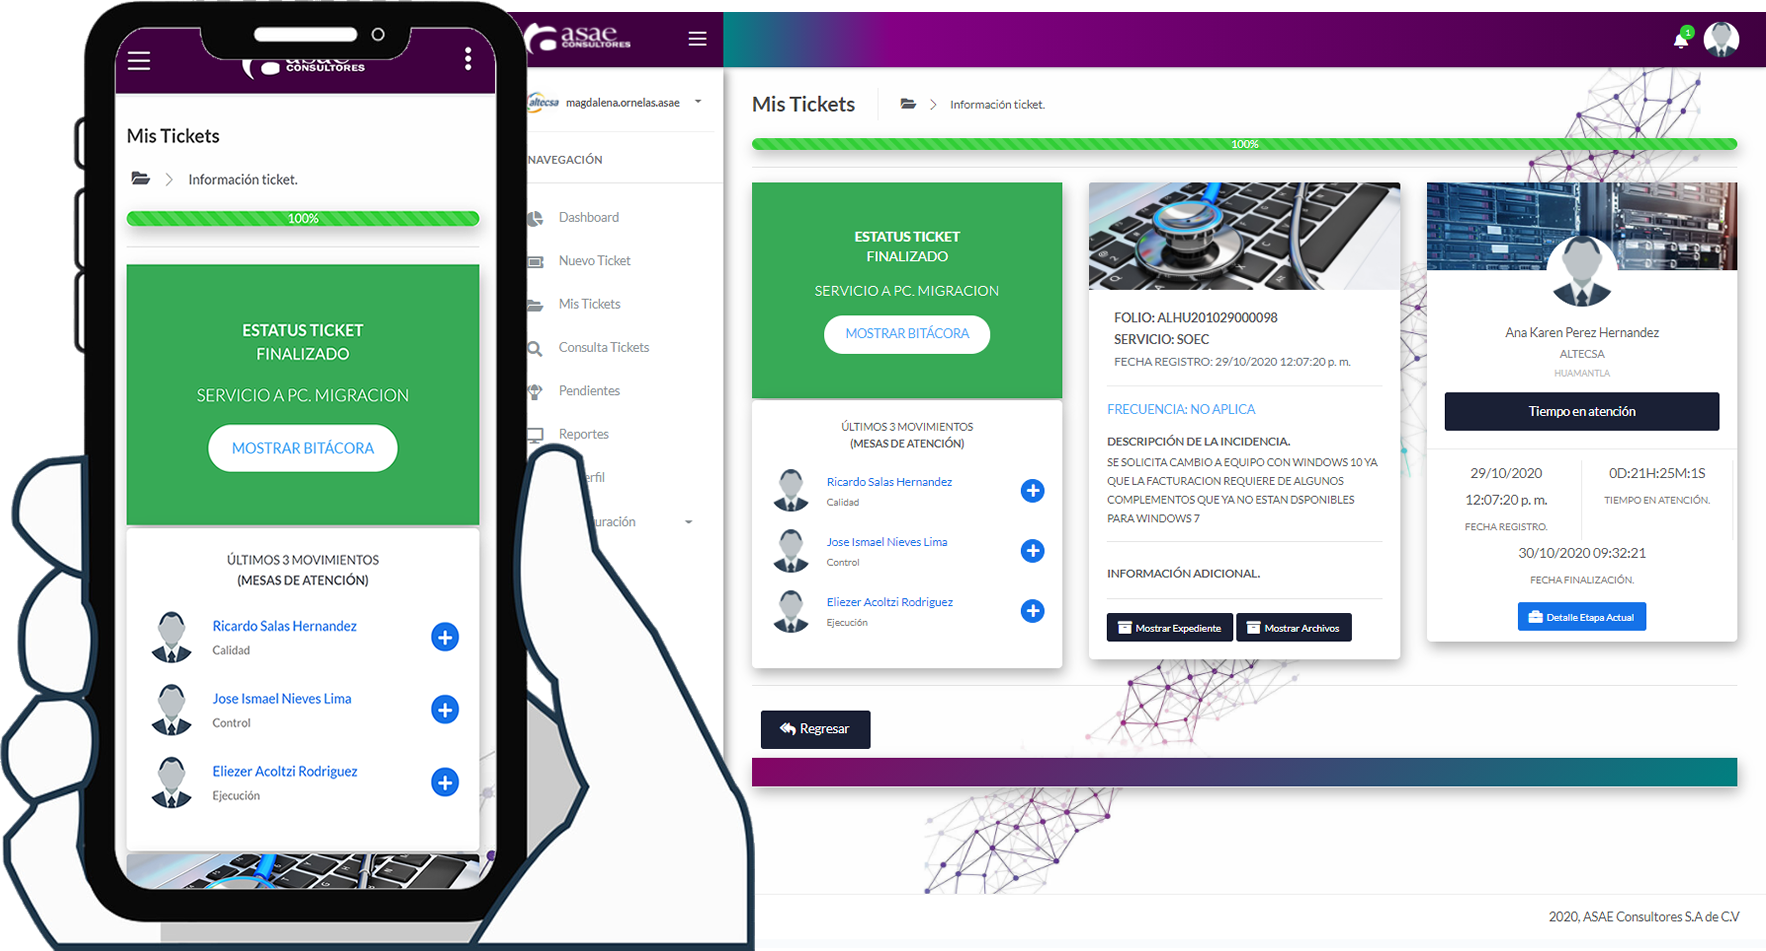 asae
CONSULTORES
Mis Tickets
Información ticket.
100%
ESTATUS TICKET
FINALIZADO
SERVICIO A PC. MIGRACION
MOSTRAR BITÁCORA
ÚLTIMOS 3 MOVIMIENTOS
(MESAS DE ATENCIÓN)
Ricardo Salas Hernandez
Calidad
Jose Ismael Nieves Lima
Control
Eliezer Acoltzi Rodriguez
Ejecución
asae
CONSULTORES
1
altecsa magdalena.ornelas.asae
NAVEGACIÓN
Dashboard
Nuevo Ticket
Mis Tickets
Consulta Tickets
Pendientes
Reportes
erfil
uración
Mis Tickets
Información ticket.
100%
ESTATUS TICKET
FINALIZADO
SERVICIO A PC. MIGRACION
MOSTRAR BITÁCORA
ÚLTIMOS 3 MOVIMIENTOS
(MESAS DE ATENCIÓN)
Ricardo Salas Hernandez
Calidad
Jose Ismael Nieves Lima
Control
Eliezer Acoltzi Rodriguez
Ejecución
FOLIO: ALHU201029000098
SERVICIO: SOEC
FECHA REGISTRO: 29/10/2020 12:07:20 p. m.
FRECUENCIA: NO APLICA
DESCRIPCIÓN DE LA INCIDENCIA.
SE SOLICITA CAMBIO A EQUIPO CON WINDOWS 10 YA
QUE LA FACTURACION REQUIERE DE ALGUNOS
COMPLEMENTOS QUE YA NO ESTAN DSPONIBLES
PARA WINDOWS 7
INFORMACIÓN ADICIONAL.
Mostrar Expediente Mostrar Archivos
Ana Karen Perez Hernandez
ALTECSA
HUAMANTLA
Tiempo en atención
29/10/2020
12:07:20 p. m.
FECHA REGISTRO.
0D:21H:25M:1S
TIEMPO EN ATENCIÓN.
30/10/2020 09:32:21
FECHA FINALIZACIÓN.
Detalle Etapa Actual
Regresar
2020, ASAE Consultores S.A de C.V